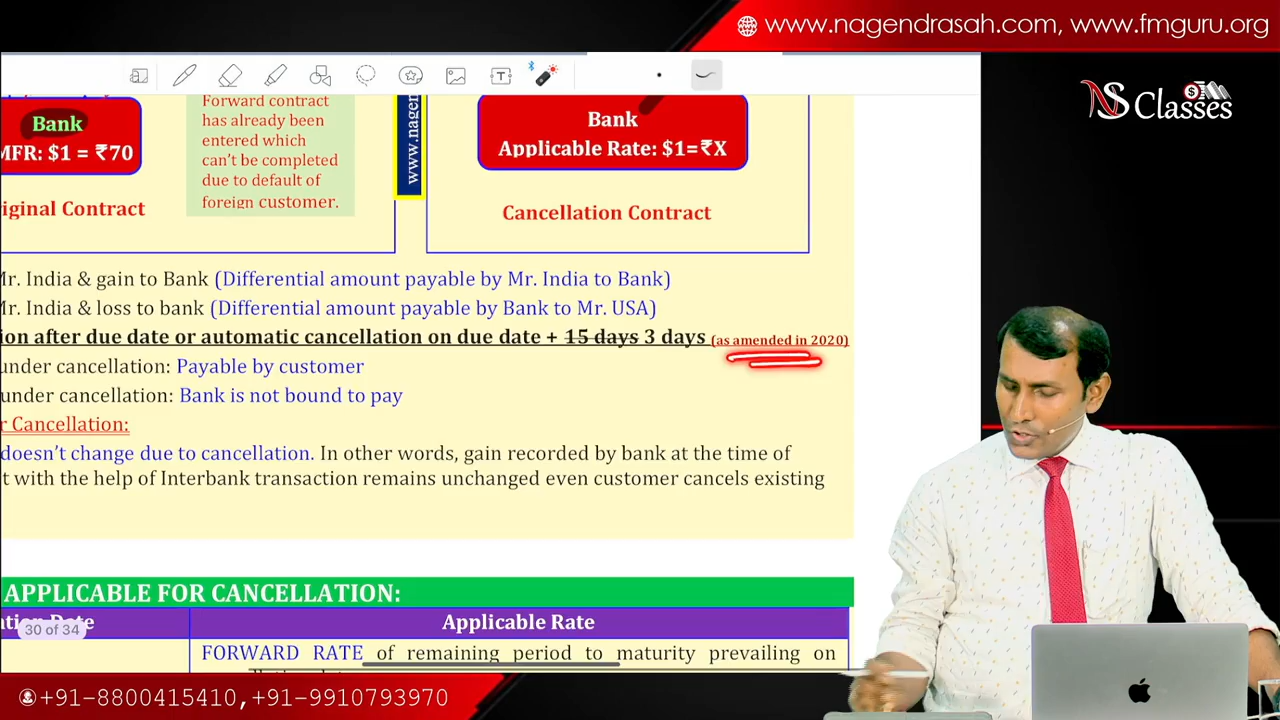 www.nagendrasah.com, www.fmguru.org
NS Classes
Bank
MFR: $1 = ₹70
Forward contract
has already been
entered which
can't be completed
due to default of
foreign customer.
www.nagen
Bank
Applicable Rate: $1=₹X
iginal Contract
Cancellation Contract
Mr. India & gain to Bank (Differential amount payable by Mr. India to Bank)
Mr. India & loss to bank (Differential amount payable by Bank to Mr. USA)
ion after due date or automatic cancellation on due date + 15 days 3 days (as amended in 2020)
under cancellation: Payable by customer
under cancellation: Bank is not bound to pay
r Cancellation:
doesn't change due to cancellation. In other words, gain recorded by bank at the time of
t with the help of Interbank transaction remains unchanged even customer cancels existing
APPLICABLE FOR CANCELLATION:
Applicable Rate
30 of 34
FORWARD RATE of remaining period to maturity prevailing on
+91-8800415410,+91-9910793970